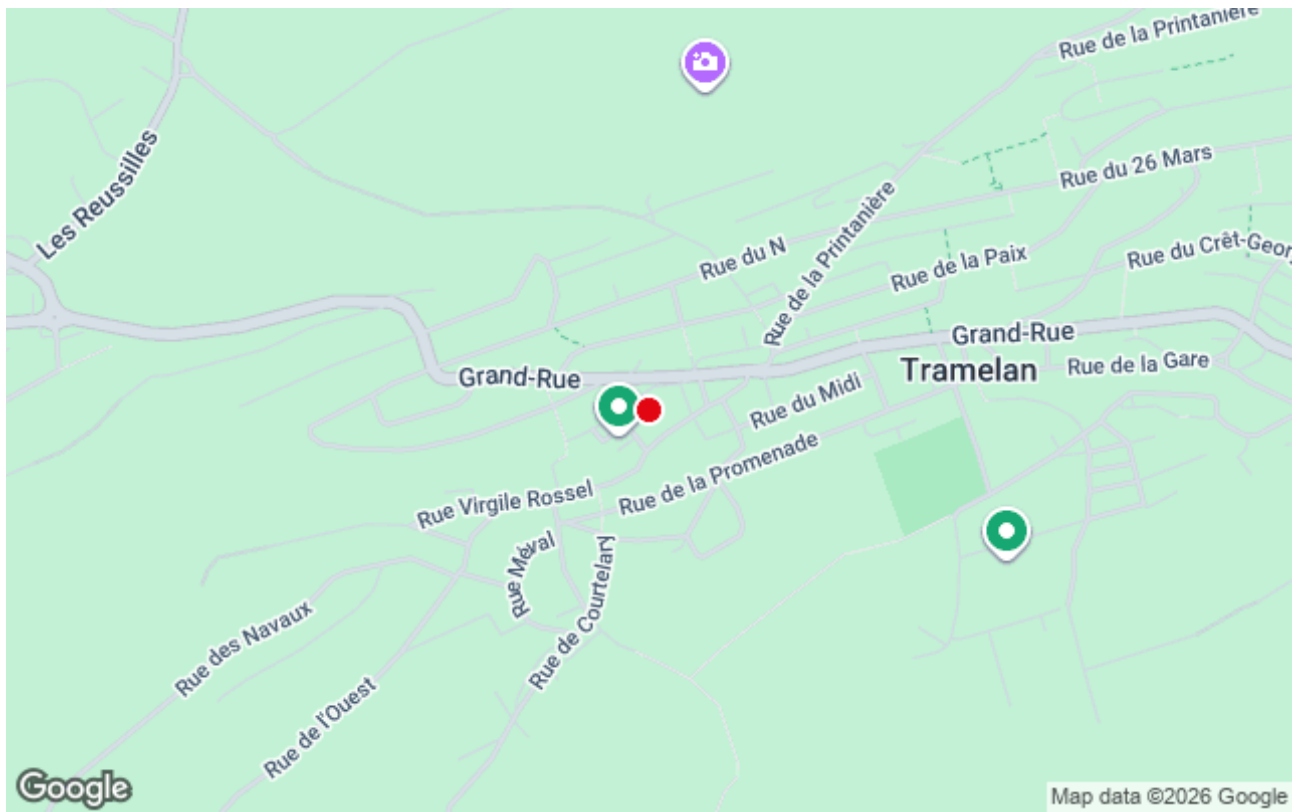 Rue de la Printanière
Rue du 26 Mars
Les Reussilles
Rue de la Printanière
Rue du N
Rue de la Paix
Rue du Crêt-Georg
Grand-Rue
Tramelan
Rue de la Gare
Grand-Rue
Rue du Midi
Rue de la Promenade
Rue Virgile Rossel
Rue Méval
Rue de Courtelary
Rue des Navaux
Rue de l'Ouest
Google
Map data ©2026 Google